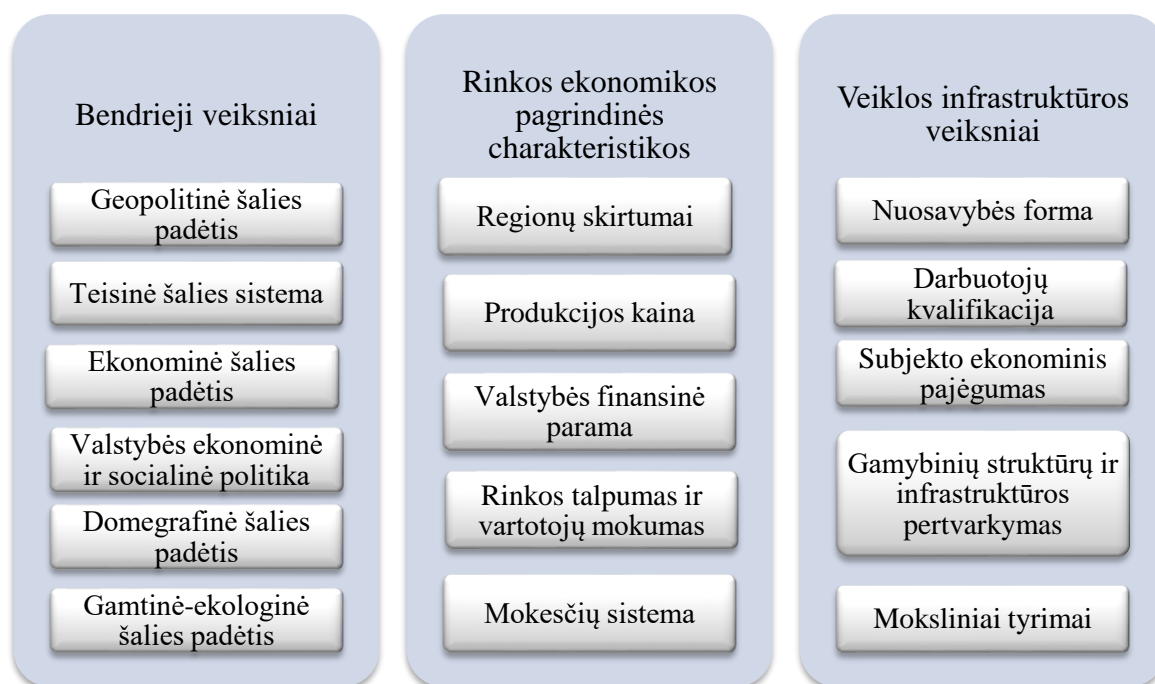 Bendrieji veiksniai
Geopolitinė šalies
padėtis
Teisinė šalies sistema
Ekonominė šalies
padėtis
Valstybės ekonominė
ir socialinė politika
Domegrafinė šalies
padėtis
Gamtinė-ekologinė
šalies padėtis
Rinkos ekonomikos
pagrindinės
charakteristikos
Regionų skirtumai
Produkcijos kaina
Valstybės finansinė
parama
Rinkos talpumas ir
vartotojų mokumas
Mokesčių sistema
Veiklos infrastruktūros
veiksniai
Nuosavybės forma
Darbuotojų
kvalifikacija
Subjekto ekonominis
pajėgumas
Gamybinių struktūrų ir
infrastruktūros
pertvarkymas
Moksliniai tyrimai